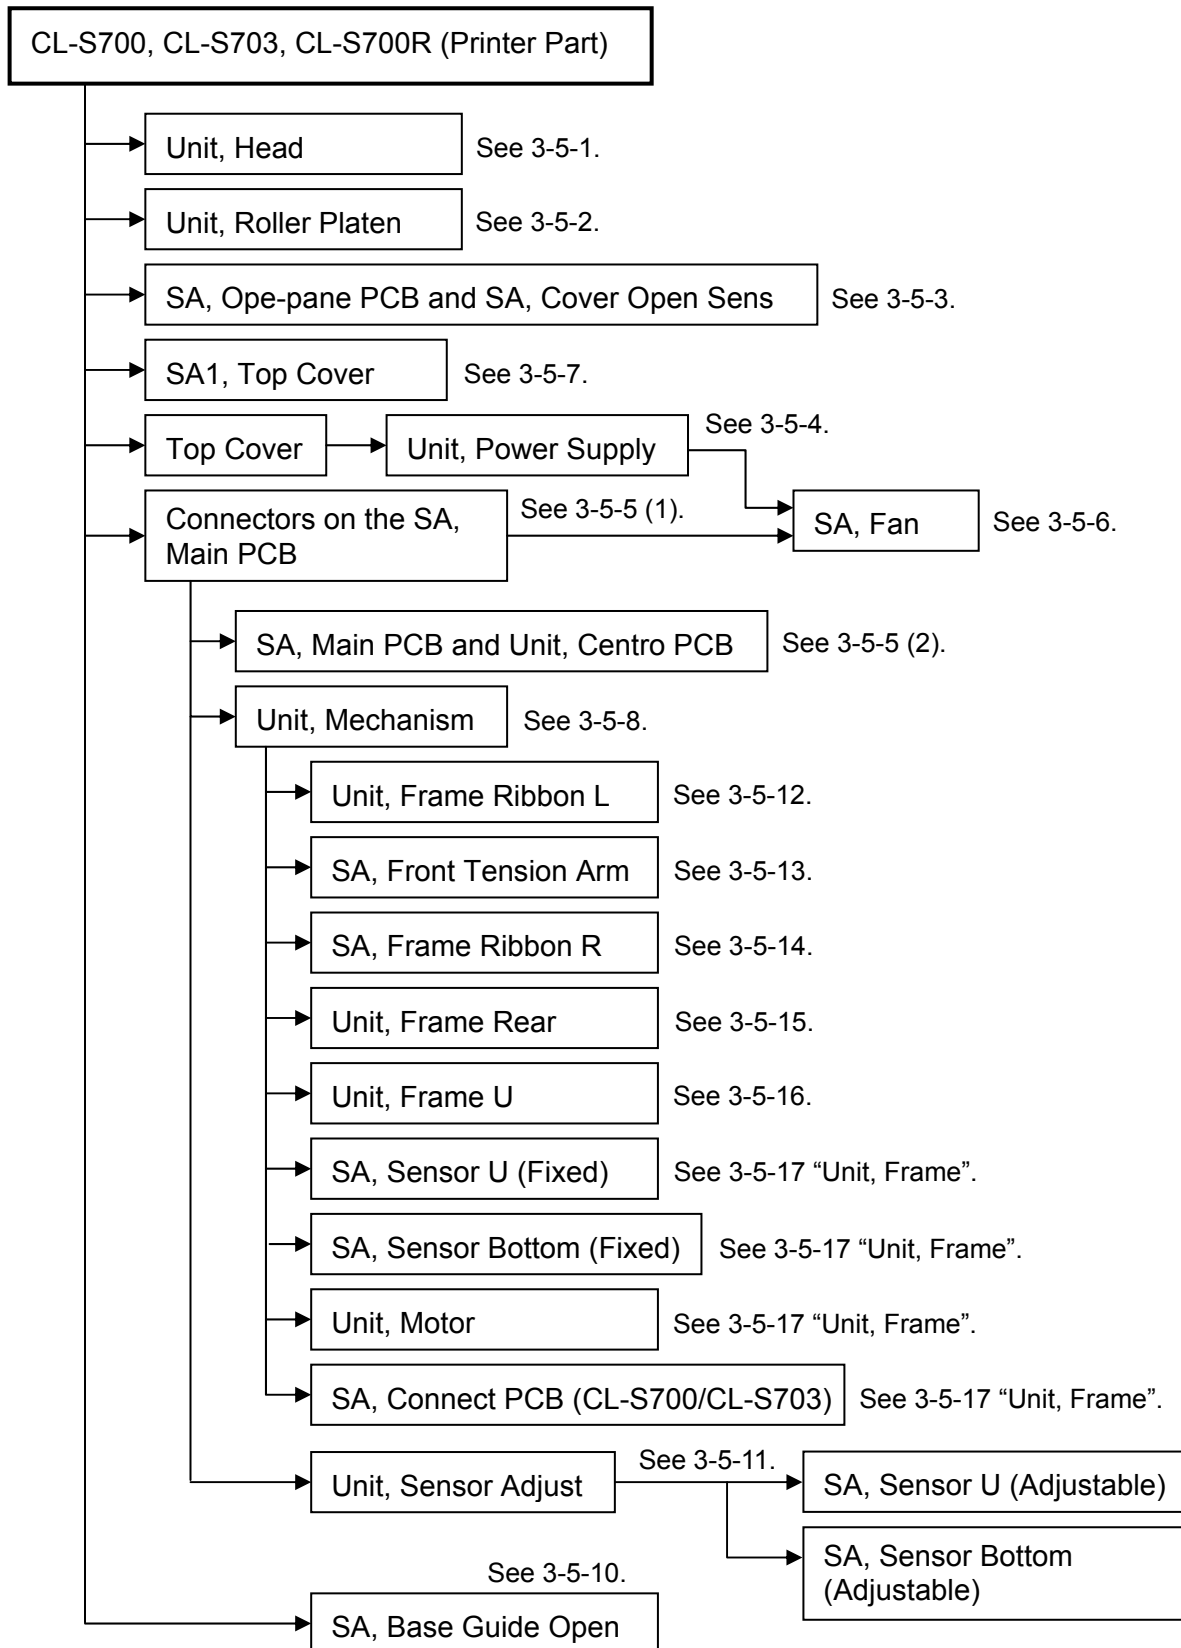 CL-S700, CL-S703, CL-S700R (Printer Part)
Unit, Head
See 3-5-1.
Unit, Roller Platen
See 3-5-2.
SA, Ope-pane PCB and SA, Cover Open Sens
See 3-5-3.
SA1, Top Cover
See 3-5-7.
Top Cover
Unit, Power Supply
See 3-5-4.
Connectors on the SA,
Main PCB
See 3-5-5 (1).
SA, Fan
See 3-5-6.
SA, Main PCB and Unit, Centro PCB
See 3-5-5 (2).
Unit, Mechanism
See 3-5-8.
Unit, Frame Ribbon L
See 3-5-12.
SA, Front Tension Arm
See 3-5-13.
SA, Frame Ribbon R
See 3-5-14.
Unit, Frame Rear
See 3-5-15.
Unit, Frame U
See 3-5-16.
SA, Sensor U (Fixed)
See 3-5-17 “Unit, Frame”.
SA, Sensor Bottom (Fixed)
See 3-5-17 “Unit, Frame”.
Unit, Motor
See 3-5-17 “Unit, Frame”.
SA, Connect PCB (CL-S700/CL-S703)
See 3-5-17 “Unit, Frame”.
Unit, Sensor Adjust
See 3-5-11.
SA, Sensor U (Adjustable)
SA, Sensor Bottom
(Adjustable)
See 3-5-10.
SA, Base Guide Open